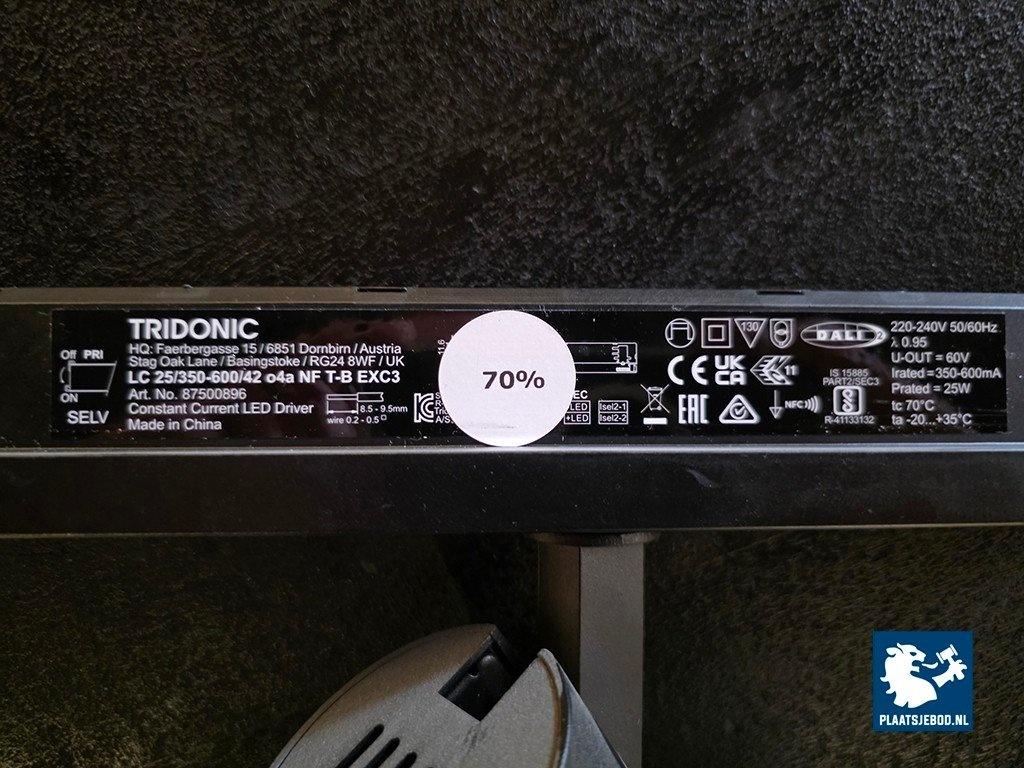 Off PRI
ON
SELV
TRIDONIC
HQ: Faerbergasse 15 / 6851 Dornbirn / Austria
Stag Oak Lane / Basingstoke / RG24 8WF / UK
LC 25/350-600/42 o4a NF T-B EXC3
Art. No. 87500896
Constant Current LED Driver
Made in China
8.5 - 9.5mm
wire 0.2 - 0.5
70%
EC
LED
+LED
Isel2-1
Isel2-2
130
DALI 2
CE UK CA 11
EAC
NFC
IS 15885
PART2/SEC3
R-41133132
220-240V 50/60Hz
λ 0.95
U-OUT = 60V
Irated = 350-600mA
Prated = 25W
tc 70°C
ta -20...+35°C
PLAATSJEBOD.NL